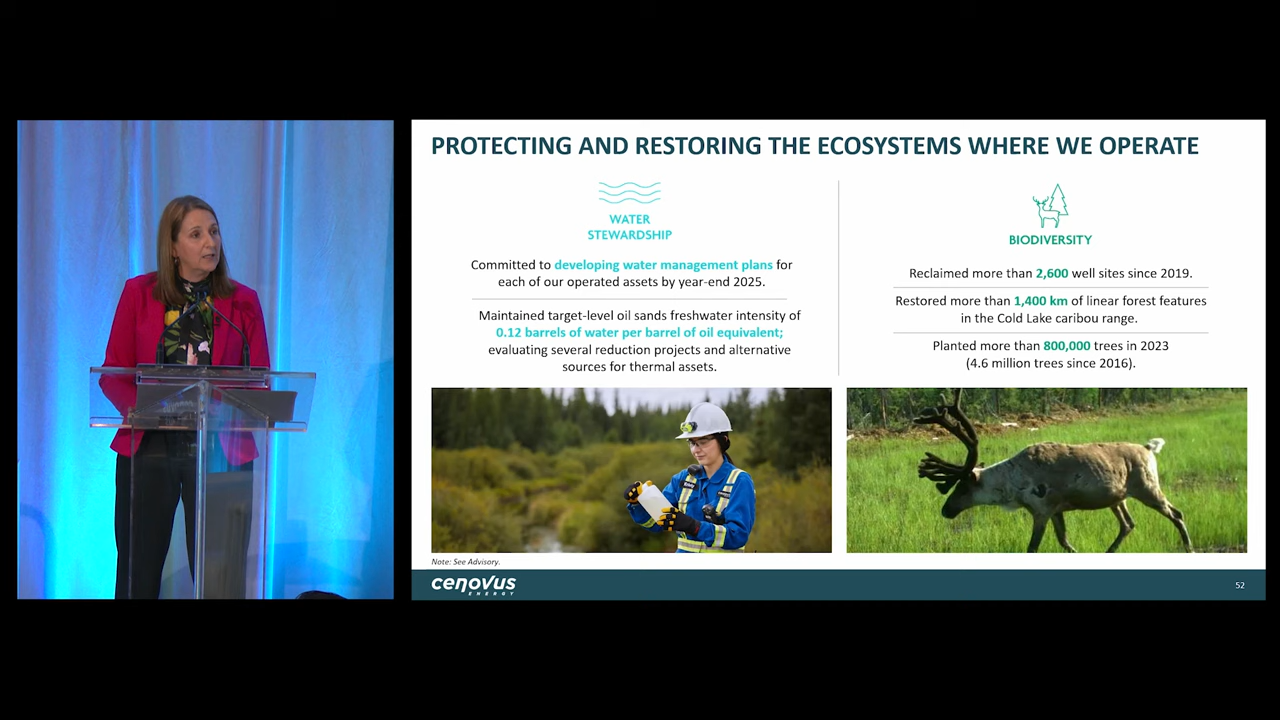 PROTECTING AND RESTORING THE ECOSYSTEMS WHERE WE OPERATE
WATER
STEWARDSHIP
Committed to developing water management plans for
each of our operated assets by year-end 2025.
Maintained target-level oil sands freshwater intensity of
0.12 barrels of water per barrel of oil equivalent;
evaluating several reduction projects and alternative
sources for thermal assets.
BIODIVERSITY
Reclaimed more than 2,600 well sites since 2019.
Restored more than 1,400 km of linear forest features
in the Cold Lake caribou range.
Planted more than 800,000 trees in 2023
(4.6 million trees since 2016).
Note: See Advisory.
cenovus
ENERGY
52